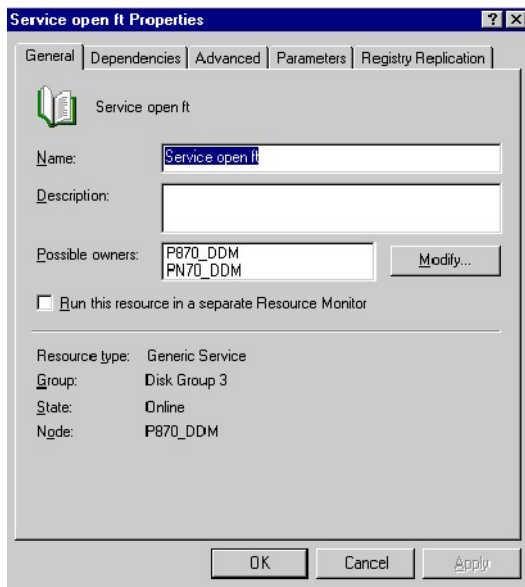 Service open ft Properties
General Dependencies Advanced Parameters Registry Replication
Service open ft
Name: Service open ft
Description:
Possible owners: P870_DDM
PN70_DDM
Modify...
Run this resource in a separate Resource Monitor
Resource type: Generic Service
Group: Disk Group 3
State: Online
Node: P870_DDM
OK Cancel Apply